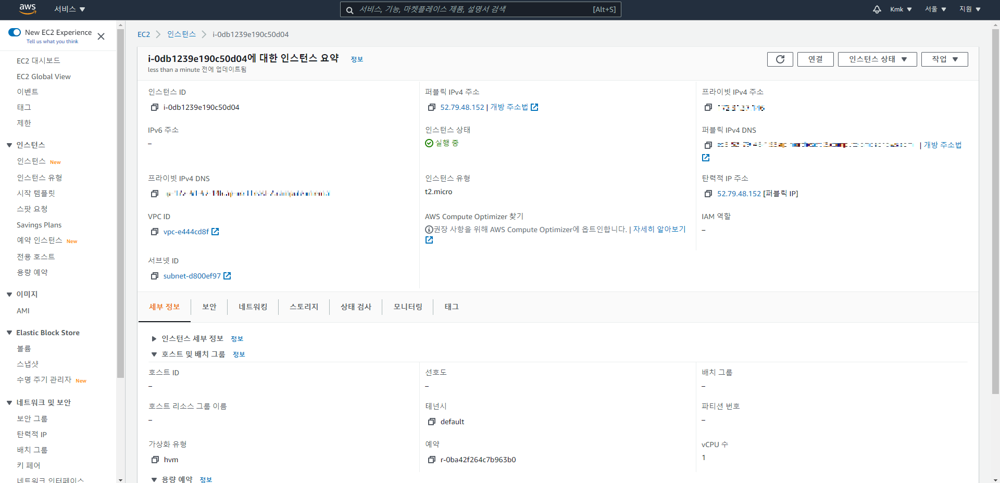 aws
서비스
서비스, 기능, 마켓플레이스 제품, 설명서 검색
[Alt+S]
Kmk
서울
지원
New EC2 Experience
Tell us what you think
EC2 대시보드
EC2 Global View
이벤트
태그
제한
인스턴스
인스턴스 New
인스턴스 유형
시작 템플릿
스팟 요청
Savings Plans
예약 인스턴스 New
전용 호스트
용량 예약
이미지
AMI
Elastic Block Store
볼륨
스냅샷
수명 주기 관리자 New
네트워크 및 보안
보안 그룹
탄력적 IP
배치 그룹
키 페어
네트워크 인터페이스
EC2 인스턴스 i-0db1239e190c50d04
i-0db1239e190c50d04에 대한 인스턴스 요약 정보
less than a minute 전에 업데이트됨
연결
인스턴스 상태
작업
인스턴스 ID
i-0db1239e190c50d04
퍼블릭 IPv4 주소
52.79.48.152 | 개방 주소법
프라이빗 IPv4 주소
IPv6 주소
–
인스턴스 상태
실행 중
퍼블릭 IPv4 DNS
| 개방 주소법
프라이빗 IPv4 DNS
인스턴스 유형
t2.micro
탄력적 IP 주소
52.79.48.152 [퍼블릭 IP]
VPC ID
vpc-e444cd8f
AWS Compute Optimizer 찾기
권장 사항을 위해 AWS Compute Optimizer에 옵트인합니다. | 자세히 알아보기
IAM 역할
–
서브넷 ID
subnet-d800ef97
세부 정보
보안
네트워킹
스토리지
상태 검사
모니터링
태그
인스턴스 세부 정보 정보
호스트 및 배치 그룹 정보
호스트 ID
–
선호도
–
배치 그룹
–
호스트 리소스 그룹 이름
–
테넌시
default
파티션 번호
–
가상화 유형
hvm
예약
r-0ba42f264c7b963b0
vCPU 수
1
용량 예약 정보